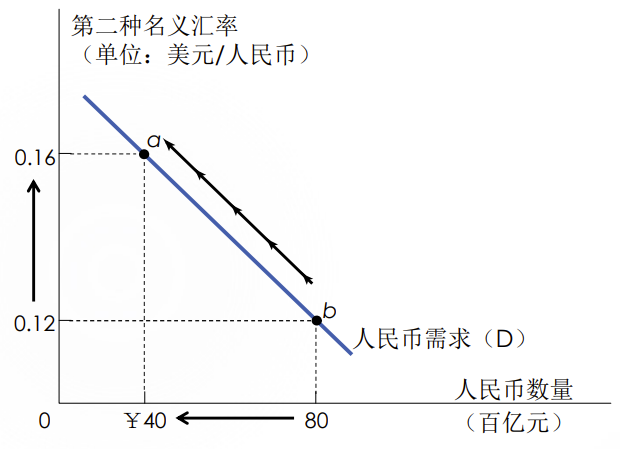 第二种名义汇率
（单位：美元/人民币）
a
0.16
b
0.12
人民币需求（D）
人民币数量
（百亿元）
0
￥40
80